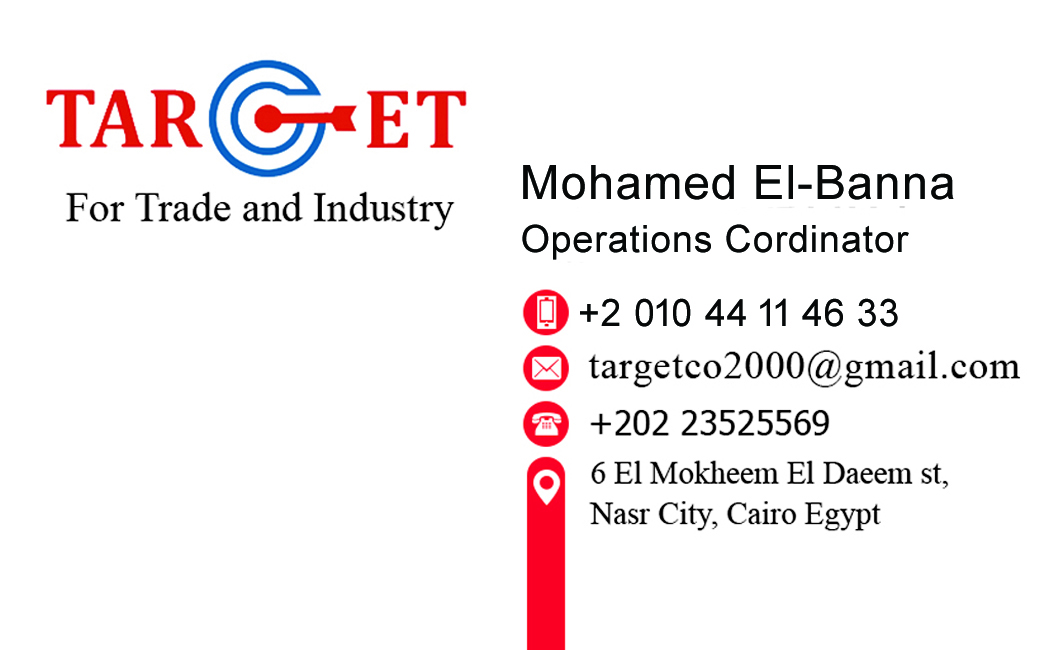 TARGET
For Trade and Industry
Mohamed El-Banna
Operations Cordinator
+2 010 44 11 46 33
targetco2000@gmail.com
+202 23525569
6 El Mokheem El Daeem st,
Nasr City, Cairo Egypt